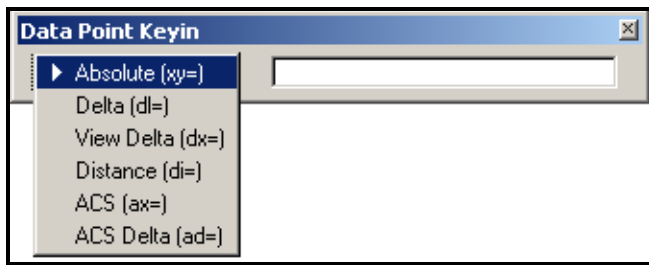 Data Point Keyin
Absolute (xy=)
Delta (dl=)
View Delta (dx=)
Distance (di=)
ACS (ax=)
ACS Delta (ad=)